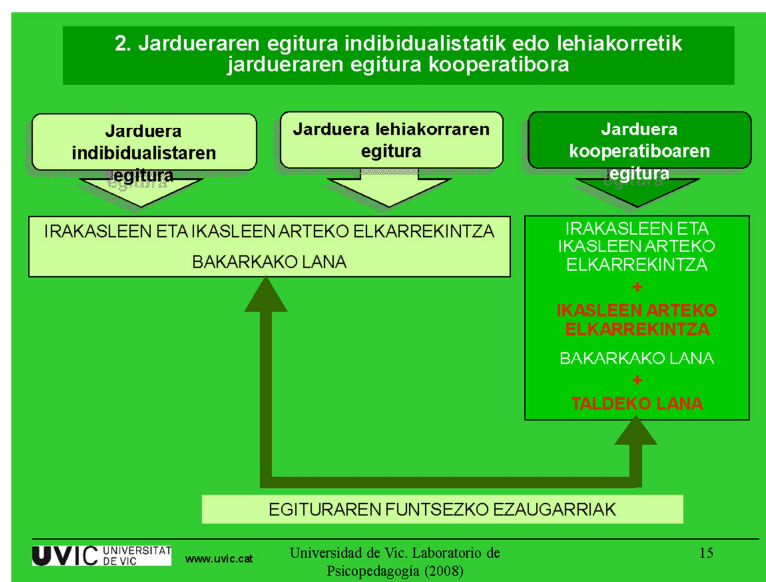 2. Jardueraren egitura indibidualistatik edo lehiakorretik
jardueraren egitura kooperatibora
Jarduera
indibidualistaren
egitura
Jarduera lehiakorraren
egitura
Jarduera
kooperatiboaren
egitura
IRAKASLEEN ETA IKASLEEN ARTEKO ELKARREKINTZA
BAKARKAKO LANA
IRAKASLEEN ETA
IKASLEEN ARTEKO
ELKARREKINTZA
+
IKASLEEN ARTEKO
ELKARREKINTZA
BAKARKAKO LANA
+
TALDEKO LANA
EGITURAREN FUNTSEZKO EZAUGARRIAK
UVIC UNIVERSITAT
DE VIC
www.uvic.cat
Universidad de Vic. Laboratorio de
Psicopedagogía (2008)
15